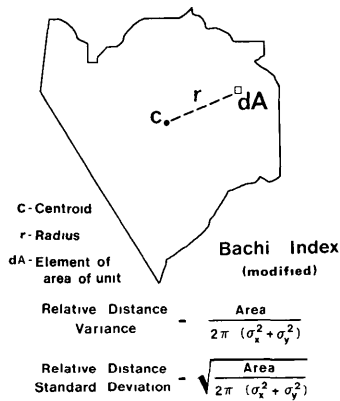 r
C
dA
C-Centroid
r-Radius
dA-Element of
area of unit
Bachi Index
(modified)
Relative Distance
Variance - Area / 2π (σx² + σy²)
Relative Distance
Standard Deviation - √ Area / 2π (σx² + σy²)